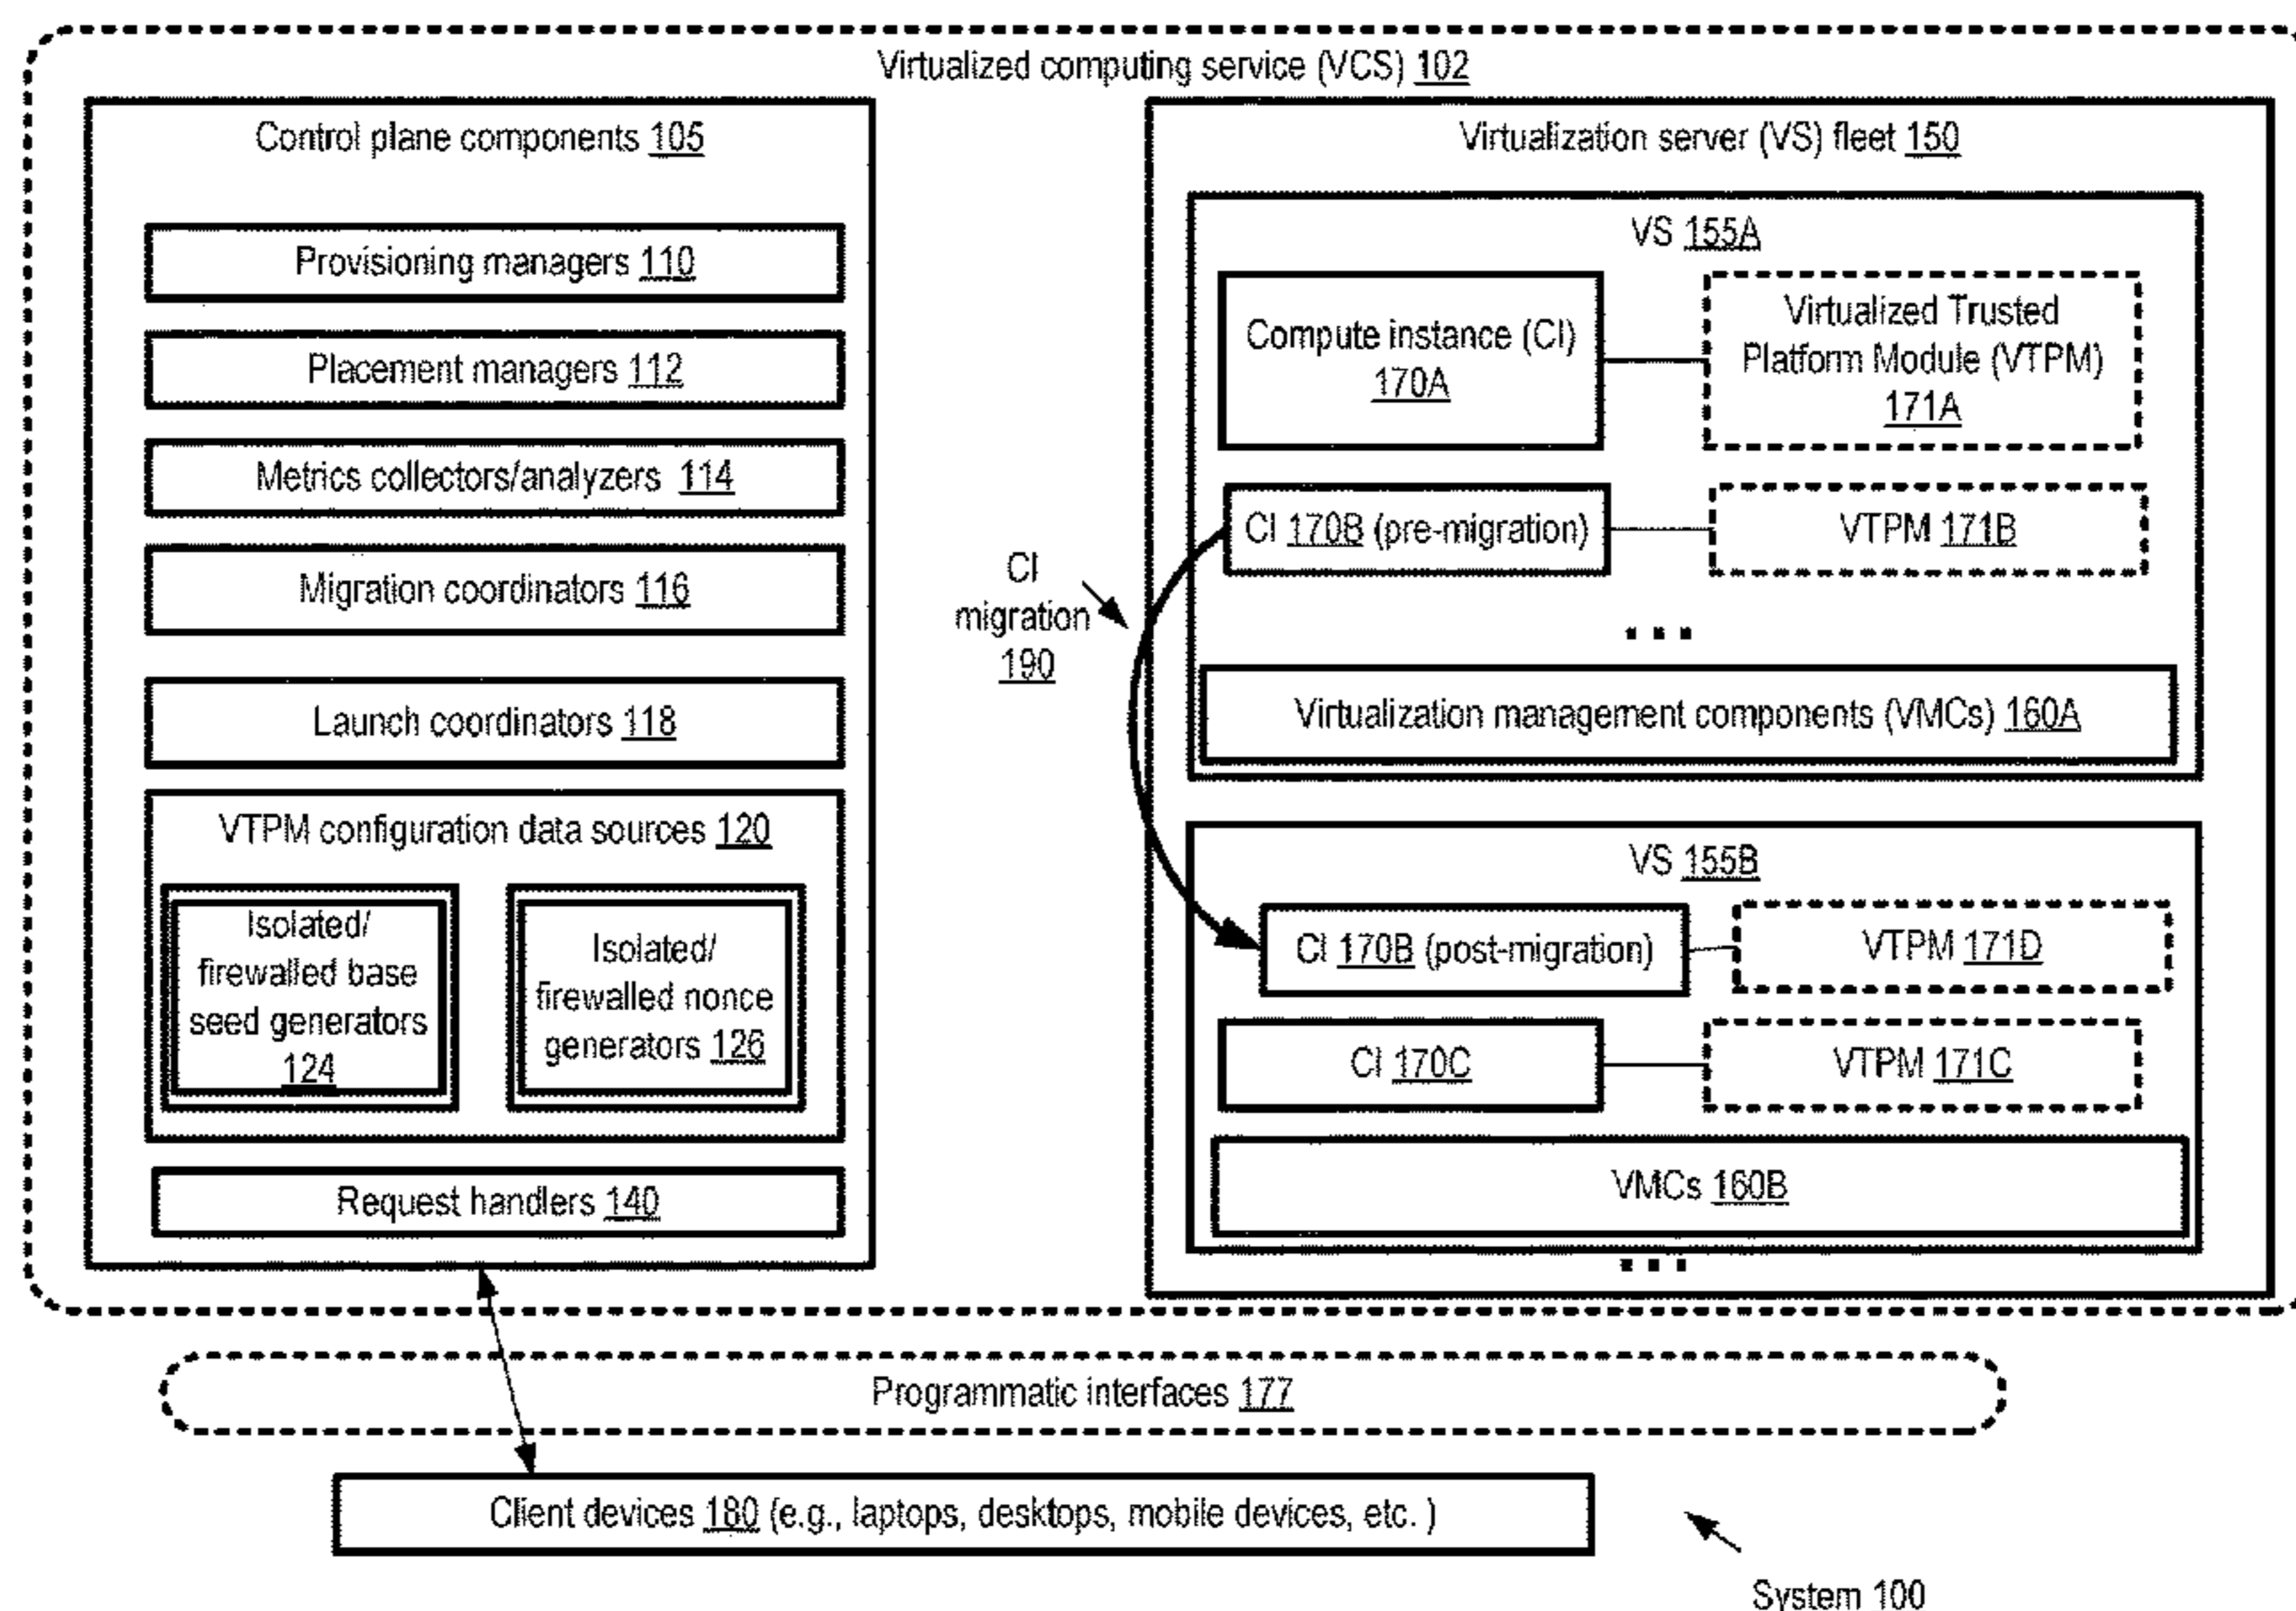 Virtualized computing service (VCS) 102
Control plane components 105
Provisioning managers 110
Placement managers 112
Metrics collectors/analyzers 114
Migration coordinators 116
Launch coordinators 118
VTPM configuration data sources 120
Isolated/
firewalled base
seed generators
124
Isolated/
firewalled nonce
generators 126
Request handlers 140
CI
migration
190
Virtualization server (VS) fleet 150
VS 155A
Compute instance (CI)
170A
Virtualized Trusted
Platform Module (VTPM)
171A
CI 170B (pre-migration)
VTPM 171B
...
Virtualization management components (VMCs) 160A
VS 155B
CI 170B (post-migration)
VTPM 171D
CI 170C
VTPM 171C
VMCs 160B
...
Programmatic interfaces 177
Client devices 180 (e.g., laptops, desktops, mobile devices, etc. )
System 100